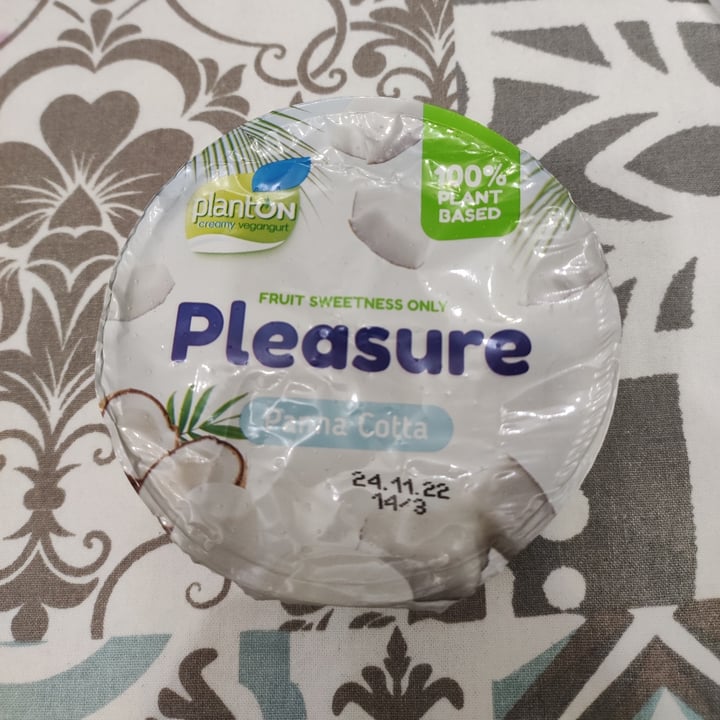 plantON
creamy vegangurt
100%
PLANT
BASED
FRUIT SWEETNESS ONLY
Pleasure
Panna Cotta
24.11.22
14/3